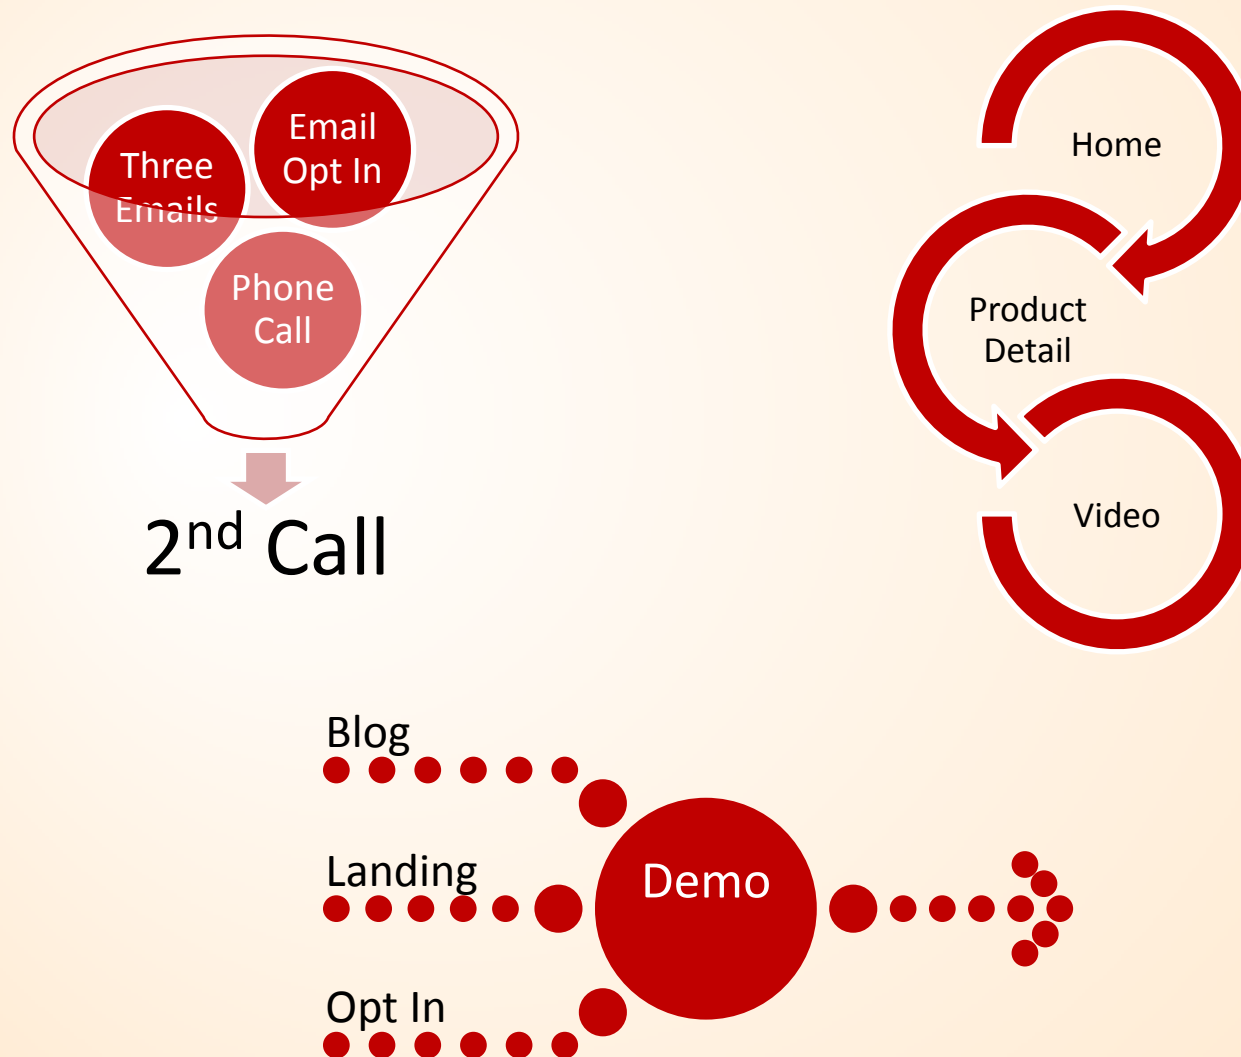 Three
Emails
Email
Opt In
Phone
Call
2nd Call
Home
Product
Detail
Video
Blog
Landing
Opt In
Demo